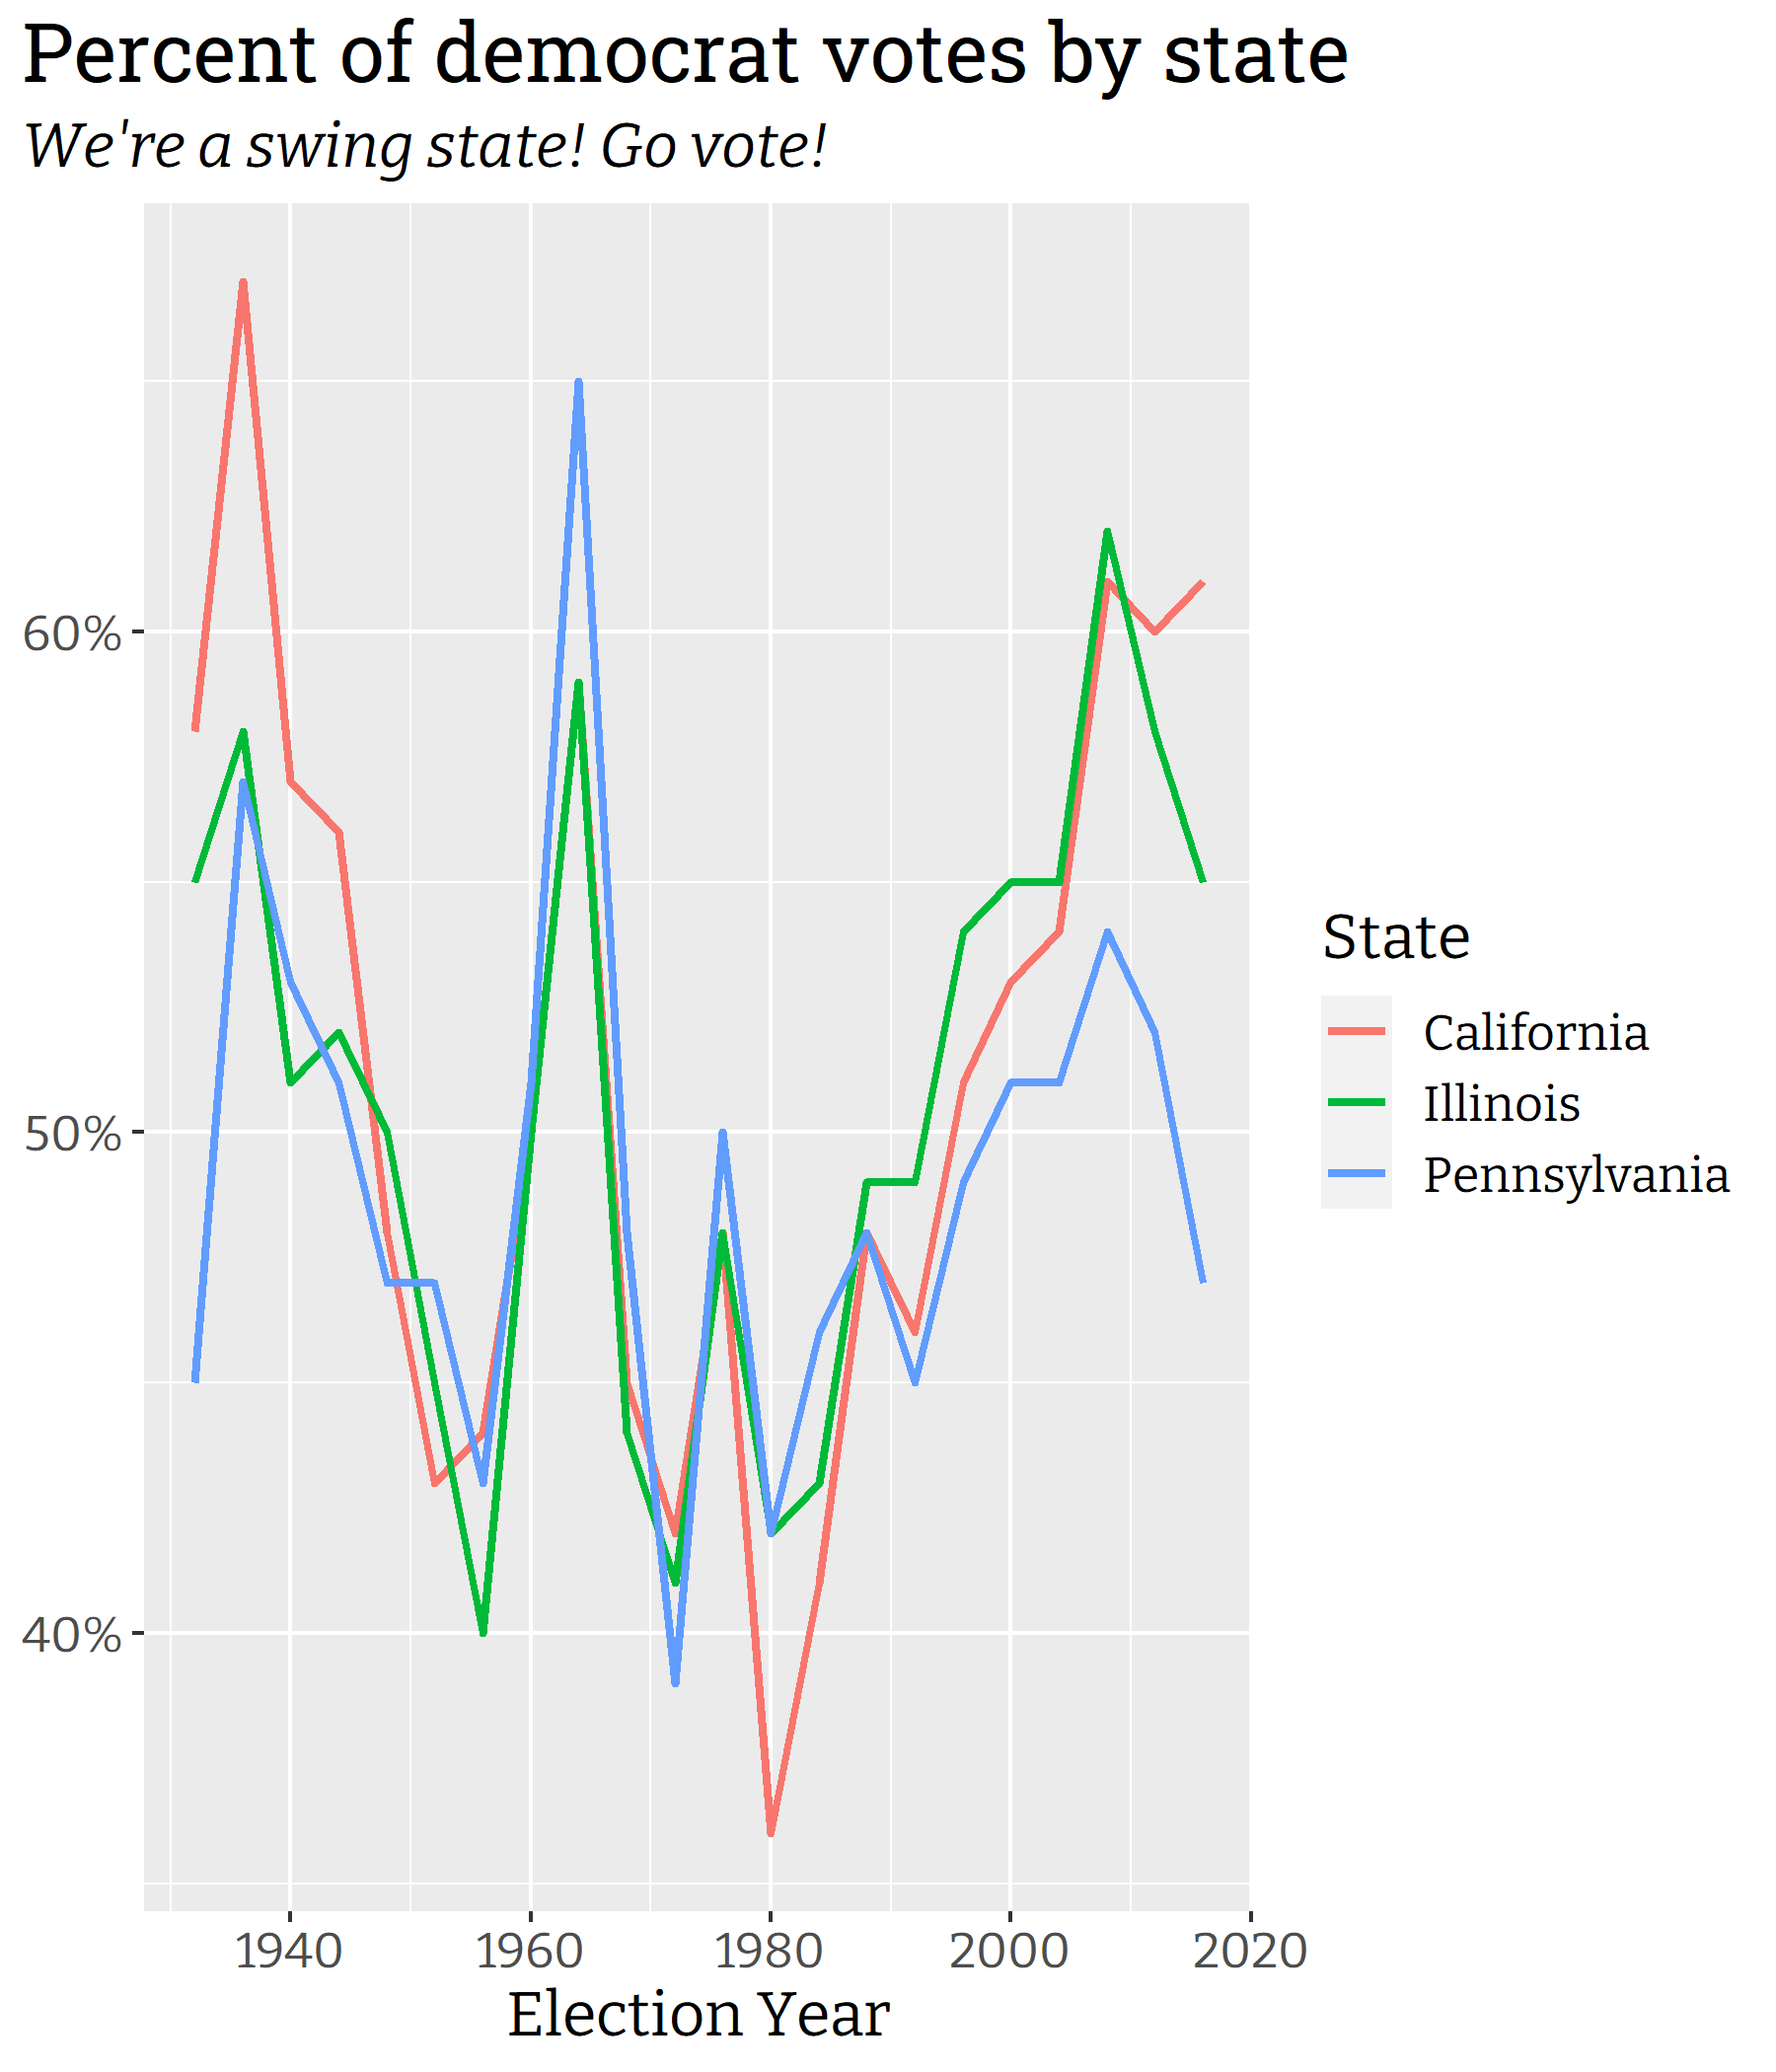 Percent of democrat votes by state
We're a swing state! Go vote!
60%
50%
40%
1940 1960 1980 2000 2020
Election Year
State
California
Illinois
Pennsylvania